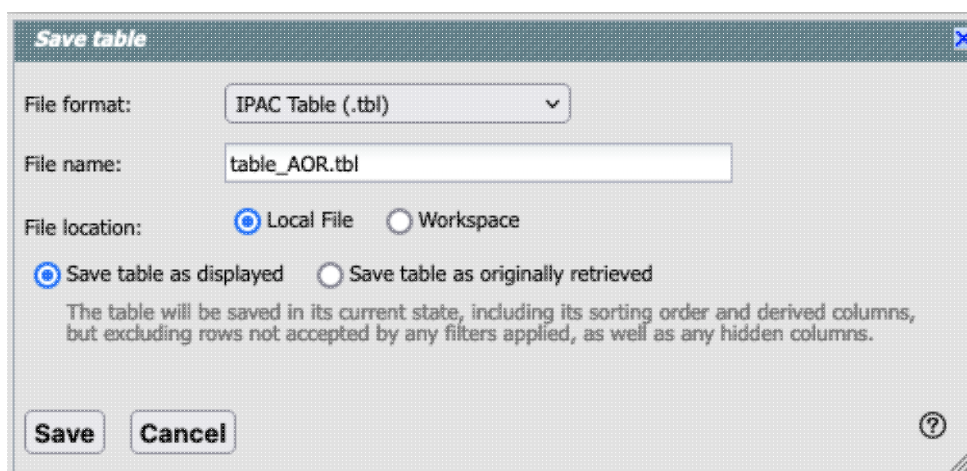 Save table
File format: IPAC Table (.tbl)
File name: table_AOR.tbl
File location: Local File Workspace
Save table as displayed Save table as originally retrieved
The table will be saved in its current state, including its sorting order and derived columns,
but excluding rows not accepted by any filters applied, as well as any hidden columns.
Save Cancel